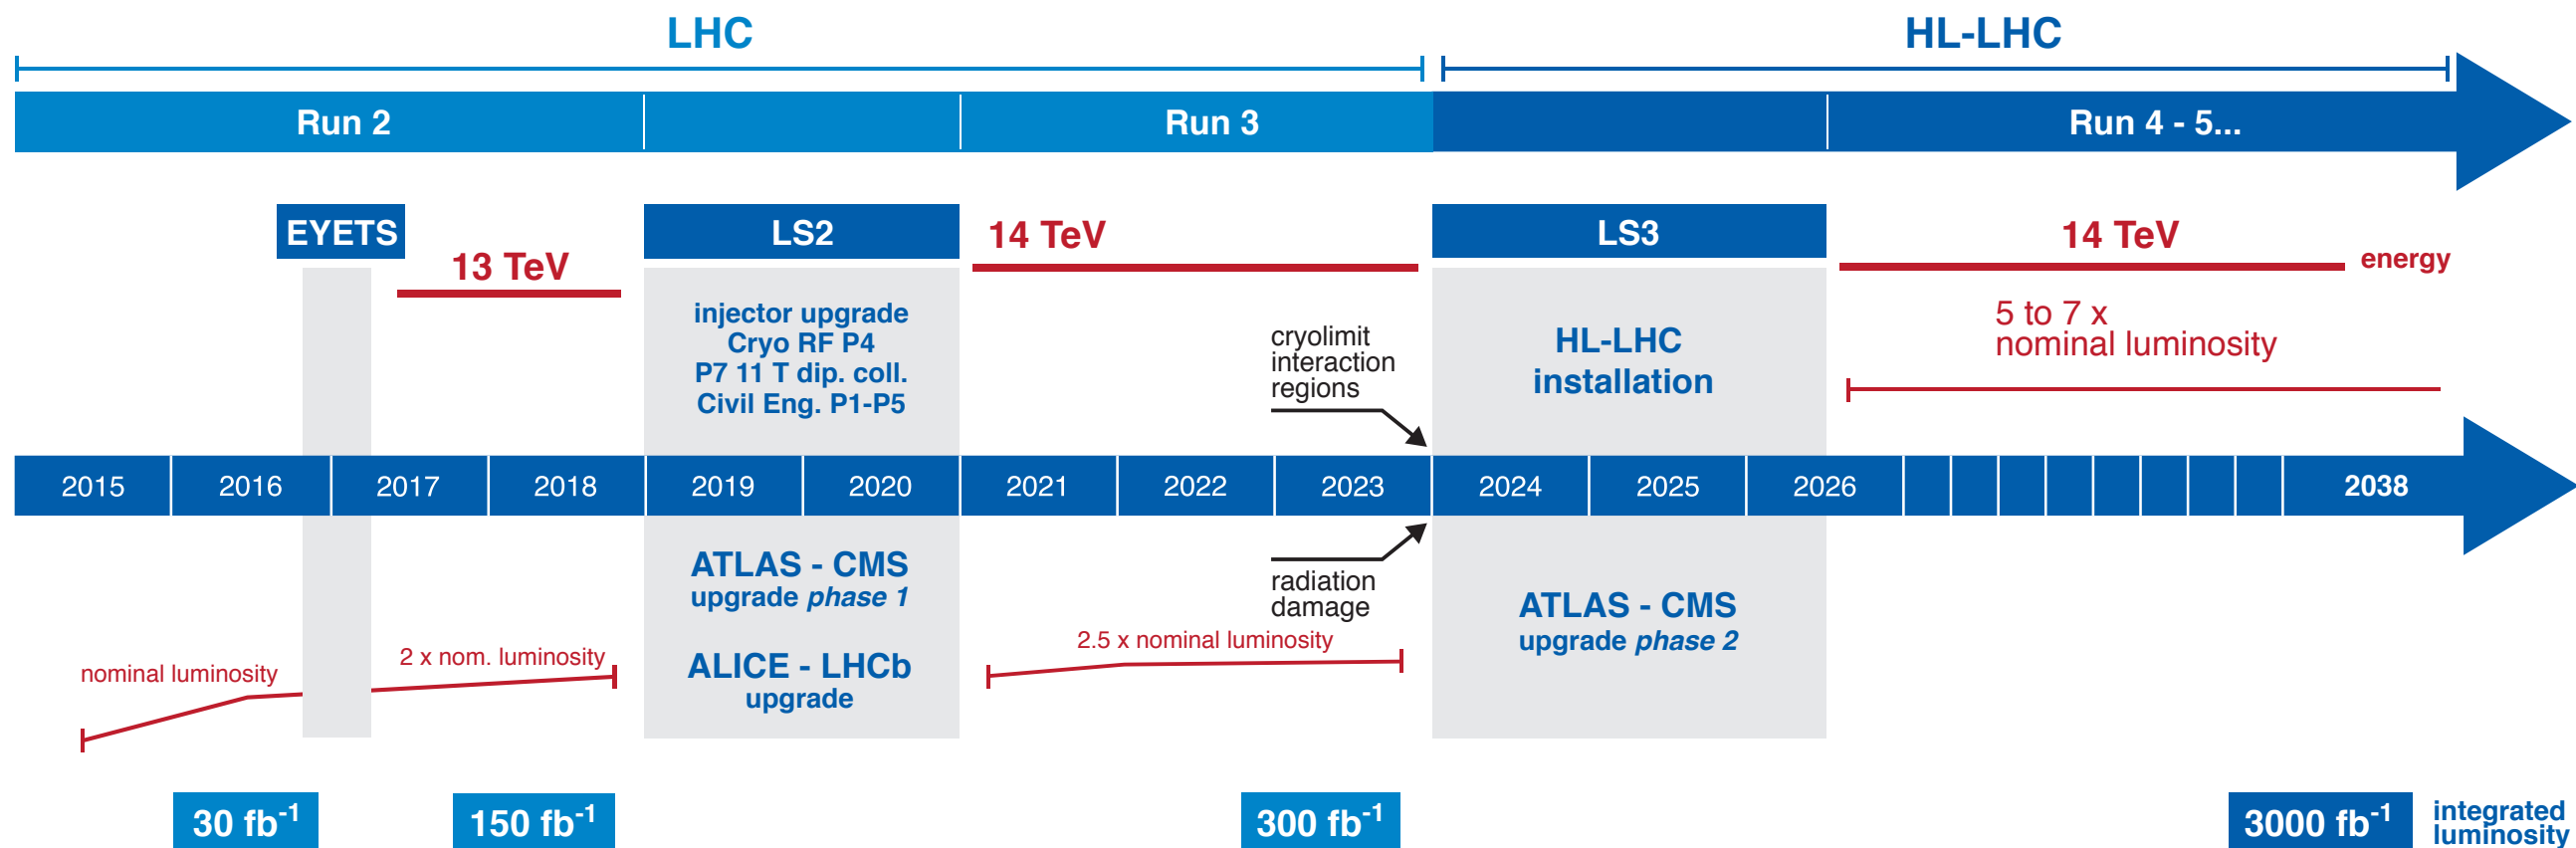 LHC
HL-LHC
Run 2
Run 3
Run 4 - 5...
EYETS
13 TeV
LS2
14 TeV
LS3
14 TeV
energy
injector upgrade
Cryo RF P4
P7 11 T dip. coll.
Civil Eng. P1-P5
cryolimit
interaction
regions
HL-LHC
installation
5 to 7 x
nominal luminosity
2015
2016
2017
2018
2019
2020
2021
2022
2023
2024
2025
2026
2038
nominal luminosity
2 x nom. luminosity
ATLAS - CMS
upgrade phase 1
ALICE - LHCb
upgrade
radiation
damage
2.5 x nominal luminosity
ATLAS - CMS
upgrade phase 2
30 fb-1
150 fb-1
300 fb-1
3000 fb-1
integrated
luminosity